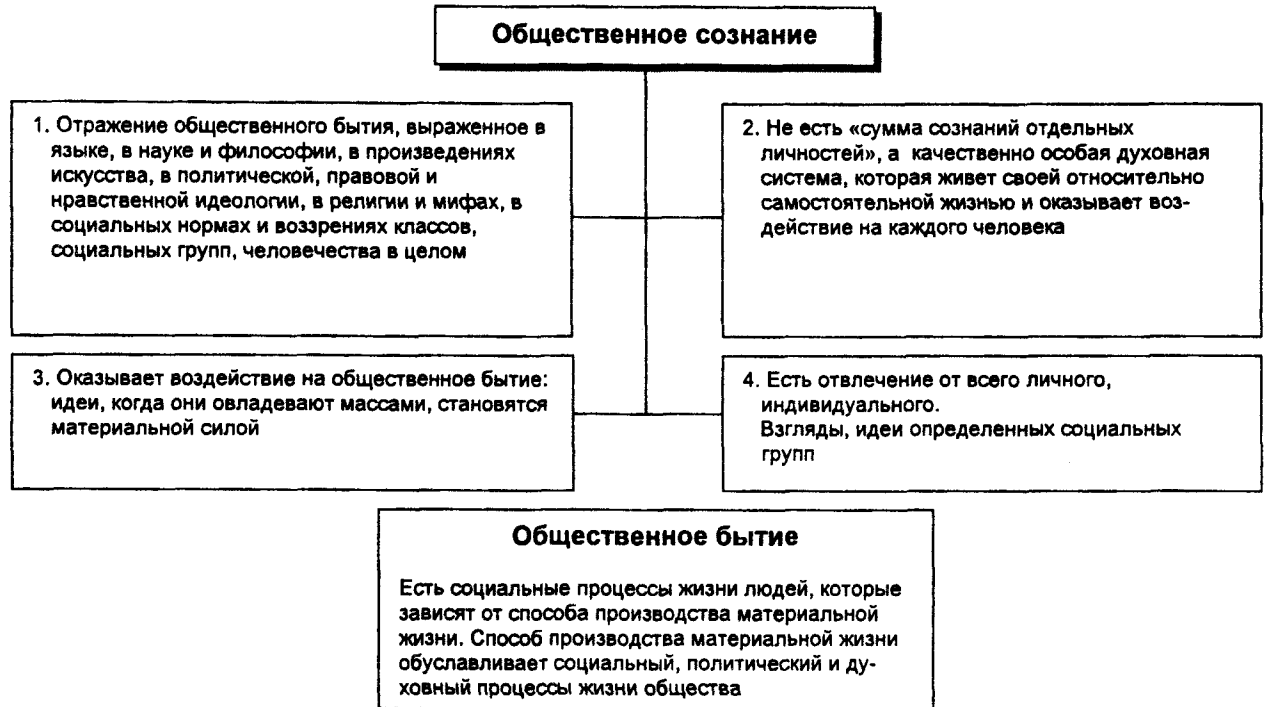 Общественное сознание
1. Отражение общественного бытия, выраженное в
языке, в науке и философии, в произведениях
искусства, в политической, правовой и
нравственной идеологии, в религии и мифах, в
социальных нормах и воззрениях классов,
социальных групп, человечества в целом
2. Не есть «сумма сознаний отдельных
личностей», а качественно особая духовная
система, которая живет своей относительно
самостоятельной жизнью и оказывает воз-
действие на каждого человека
3. Оказывает воздействие на общественное бытие:
идеи, когда они овладевают массами, становятся
материальной силой
4. Есть отвлечение от всего личного,
индивидуального.
Взгляды, идеи определенных социальных
групп
Общественное бытие
Есть социальные процессы жизни людей, которые
зависят от способа производства материальной
жизни. Способ производства материальной жизни
обуславливает социальный, политический и ду-
ховный процессы жизни общества